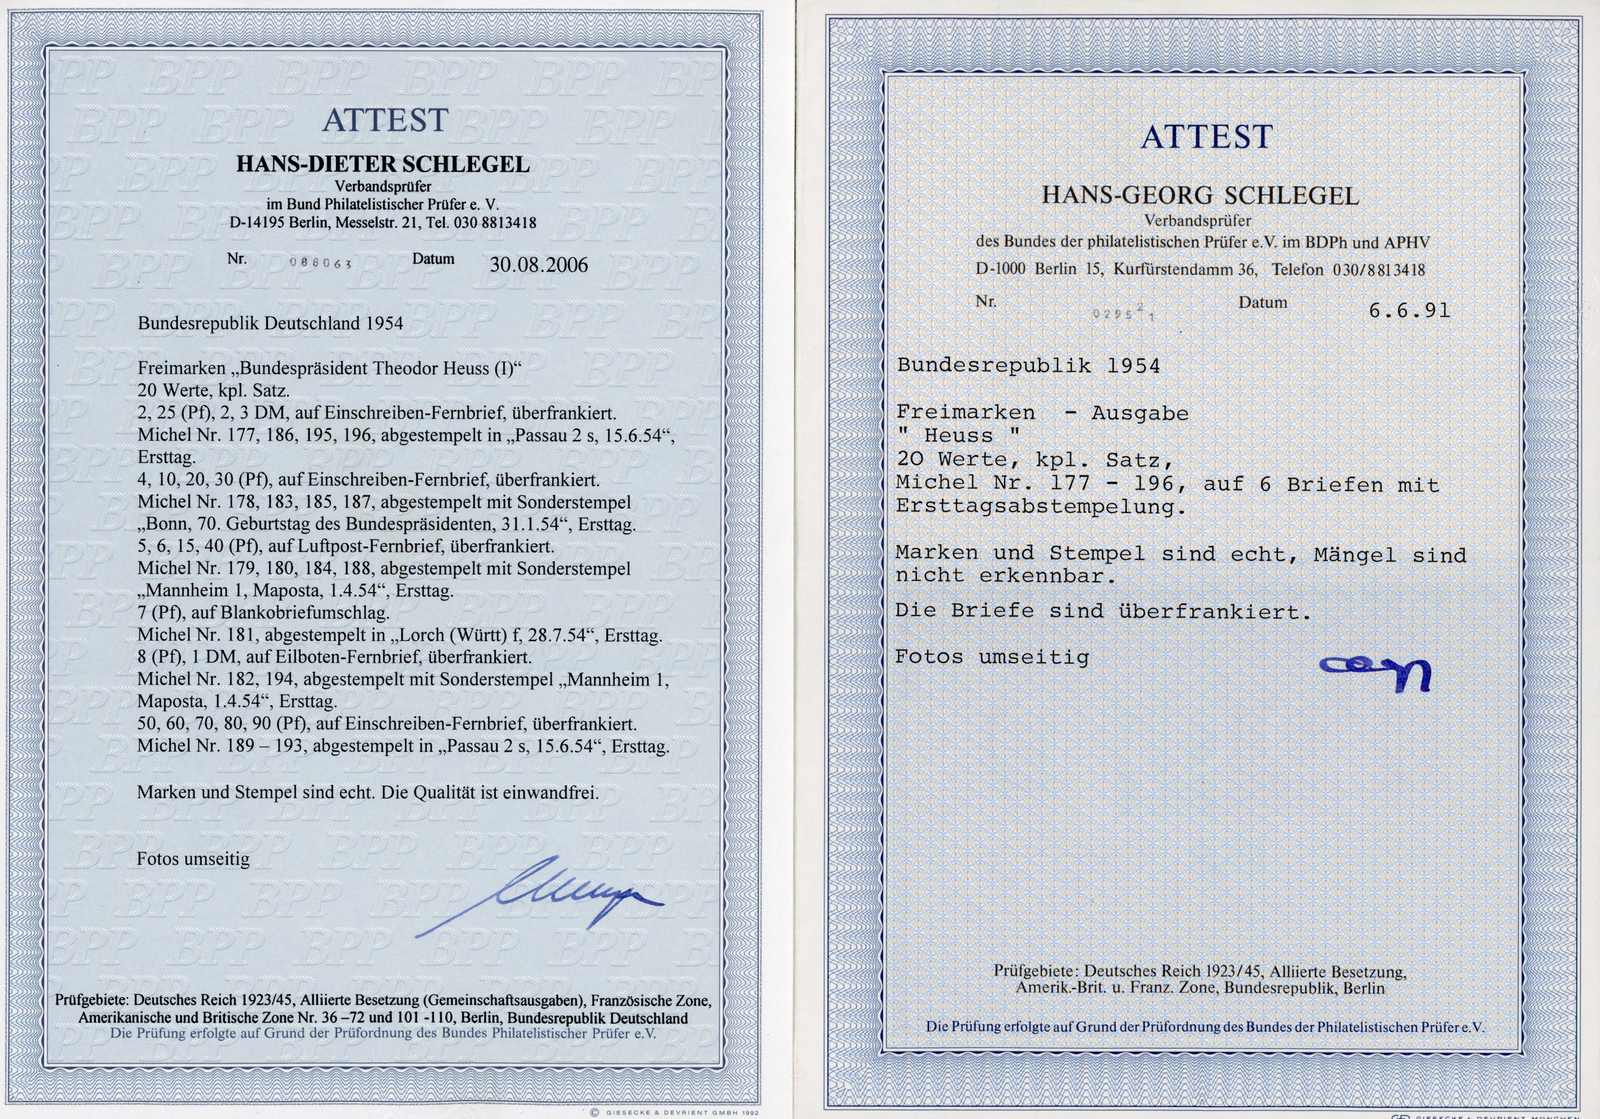 ATTEST
HANS-DIETER SCHLEGEL
Verbandsprüfer
im Bund Philatelistischer Prüfer e. V.
D-14195 Berlin, Messelstr. 21, Tel. 030 8813418
Nr. 088063 Datum 30.08.2006
Bundesrepublik Deutschland 1954
Freimarken „Bundespräsident Theodor Heuss (I)“
20 Werte, kpl. Satz.
2, 25 (Pf), 2, 3 DM, auf Einschreiben-Fernbrief, überfrankiert.
Michel Nr. 177, 186, 195, 196, abgestempelt in „Passau 2 s, 15.6.54“,
Ersttag.
4, 10, 20, 30 (Pf), auf Einschreiben-Fernbrief, überfrankiert.
Michel Nr. 178, 183, 185, 187, abgestempelt mit Sonderstempel
„Bonn, 70. Geburtstag des Bundespräsidenten, 31.1.54“, Ersttag.
5, 6, 15, 40 (Pf), auf Luftpost-Fernbrief, überfrankiert.
Michel Nr. 179, 180, 184, 188, abgestempelt mit Sonderstempel
„Mannheim 1, Maposta, 1.4.54“, Ersttag.
7 (Pf), auf Blankobriefumschlag.
Michel Nr. 181, abgestempelt in „Lorch (Württ) f, 28.7.54“, Ersttag.
8 (Pf), 1 DM, auf Eilboten-Fernbrief, überfrankiert.
Michel Nr. 182, 194, abgestempelt mit Sonderstempel „Mannheim 1,
Maposta, 1.4.54“, Ersttag.
50, 60, 70, 80, 90 (Pf), auf Einschreiben-Fernbrief, überfrankiert.
Michel Nr. 189 – 193, abgestempelt in „Passau 2 s, 15.6.54“, Ersttag.
Marken und Stempel sind echt. Die Qualität ist einwandfrei.
Fotos umseitig
Prüfgebiete: Deutsches Reich 1923/45, Alliierte Besetzung (Gemeinschaftsausgaben), Französische Zone,
Amerikanische und Britische Zone Nr. 36 –72 und 101 -110, Berlin, Bundesrepublik Deutschland
Die Prüfung erfolgte auf Grund der Prüfordnung des Bundes Philatelistischer Prüfer e.V.
© GIESECKE & DEVRIENT GMBH 1992
ATTEST
HANS-GEORG SCHLEGEL
Verbandsprüfer
des Bundes der philatelistischen Prüfer e.V. im BDPh und APHV
D-1000 Berlin 15, Kurfürstendamm 36, Telefon 030/8813418
Nr. 029521 Datum 6.6.91
Bundesrepublik 1954
Freimarken - Ausgabe
" Heuss "
20 Werte, kpl. Satz,
Michel Nr. 177 - 196, auf 6 Briefen mit
Ersttagsabstempelung.
Marken und Stempel sind echt, Mängel sind
nicht erkennbar.
Die Briefe sind überfrankiert.
Fotos umseitig
Prüfgebiete: Deutsches Reich 1923/45, Alliierte Besetzung,
Amerik.-Brit. u. Franz. Zone, Bundesrepublik, Berlin
Die Prüfung erfolgte auf Grund der Prüfordnung des Bundes der Philatelistischen Prüfer e.V.
GIESECKE & DEVRIENT MÜNCHEN